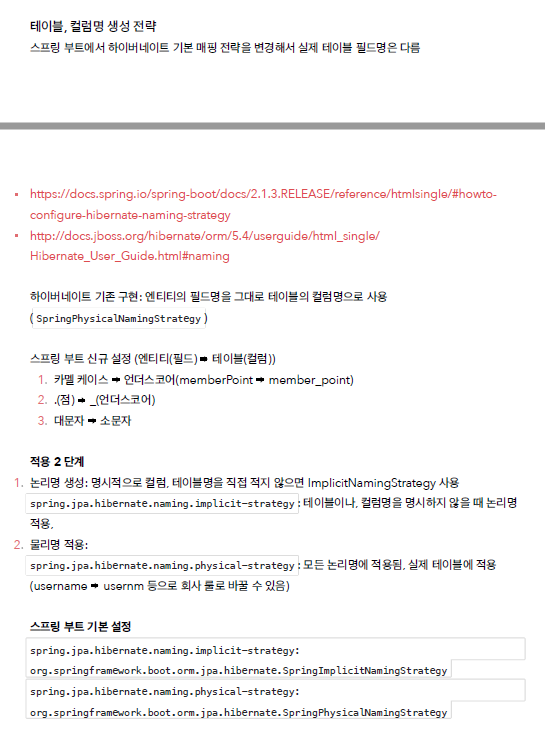 테이블, 컬럼명 생성 전략
스프링 부트에서 하이버네이트 기본 매핑 전략을 변경해서 실제 테이블 필드명은 다름
• https://docs.spring.io/spring-boot/docs/2.1.3.RELEASE/reference/htmlsingle/#howto-
configure-hibernate-naming-strategy
• http://docs.jboss.org/hibernate/orm/5.4/userguide/html_single/
Hibernate_User_Guide.html#naming
하이버네이트 기존 구현: 엔티티의 필드명을 그대로 테이블의 컬럼명으로 사용
( SpringPhysicalNamingStrategy )
스프링 부트 신규 설정 (엔티티(필드) ➡ 테이블(컬럼))
1. 카멜 케이스 ➡ 언더스코어(memberPoint ➡ member_point)
2. .(점) ➡ _(언더스코어)
3. 대문자 ➡ 소문자
적용 2 단계
1. 논리명 생성: 명시적으로 컬럼, 테이블명을 직접 적지 않으면 ImplicitNamingStrategy 사용
spring.jpa.hibernate.naming.implicit-strategy : 테이블이나, 컬럼명을 명시하지 않을 때 논리명
적용,
2. 물리명 적용:
spring.jpa.hibernate.naming.physical-strategy : 모든 논리명에 적용됨, 실제 테이블에 적용
(username ➡ usernm 등으로 회사 룰로 바꿀 수 있음)
스프링 부트 기본 설정
spring.jpa.hibernate.naming.implicit-strategy:
org.springframework.boot.orm.jpa.hibernate.SpringImplicitNamingStrategy
spring.jpa.hibernate.naming.physical-strategy:
org.springframework.boot.orm.jpa.hibernate.SpringPhysicalNamingStrategy